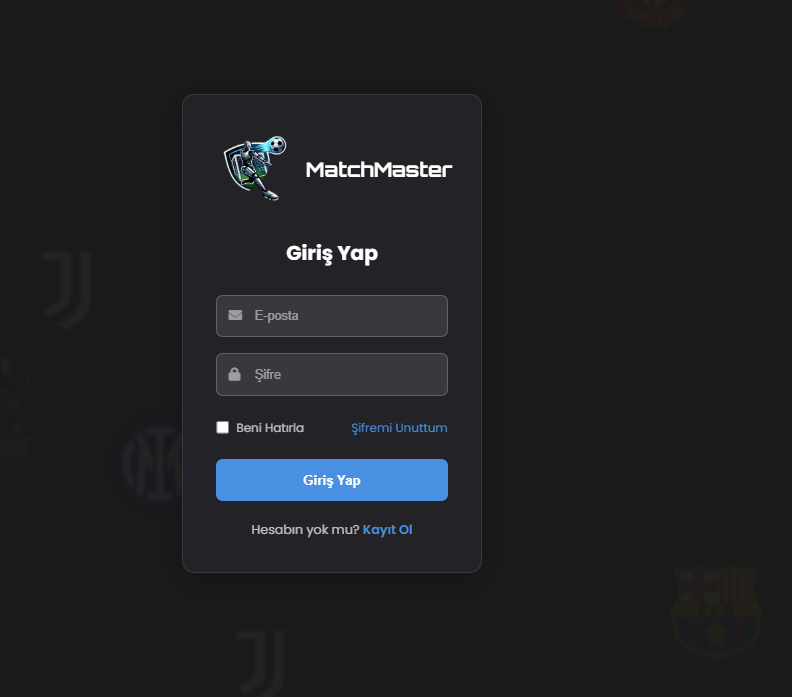 MatchMaster
Giriş Yap
E-posta
Şifre
Beni Hatırla
Şifremi Unuttum
Giriş Yap
Hesabın yok mu? Kayıt Ol